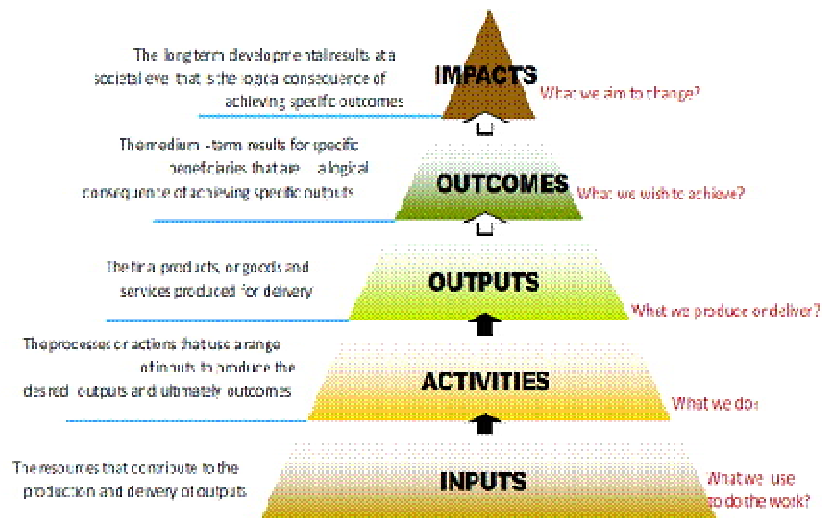 The long term developmental results at a
societal level that is the logical consequence of
achieving specific outcomes
IMPACTS
What we aim to change?
The medium -term results for specific
beneficiaries that are a logical
consequence of achieving specific outputs
OUTCOMES
What we wish to achieve?
The final products, or goods and
services produced for delivery
OUTPUTS
What we produce or deliver?
The processes or actions that use a range
of inputs to produce the
desired outputs and ultimately outcomes
ACTIVITIES
What we do?
The resources that contribute to the
production and delivery of outputs
INPUTS
What we use
to do the work?